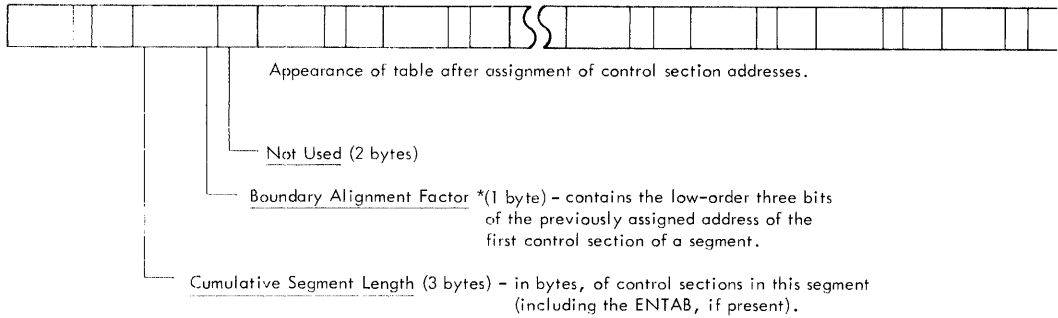 Appearance of table after assignment of control section addresses.
Not Used (2 bytes)
Boundary Alignment Factor *(1 byte) - contains the low-order three bits
of the previously assigned address of the
first control section of a segment.
Cumulative Segment Length (3 bytes) - in bytes, of control sections in this segment
(including the ENTAB, if present).